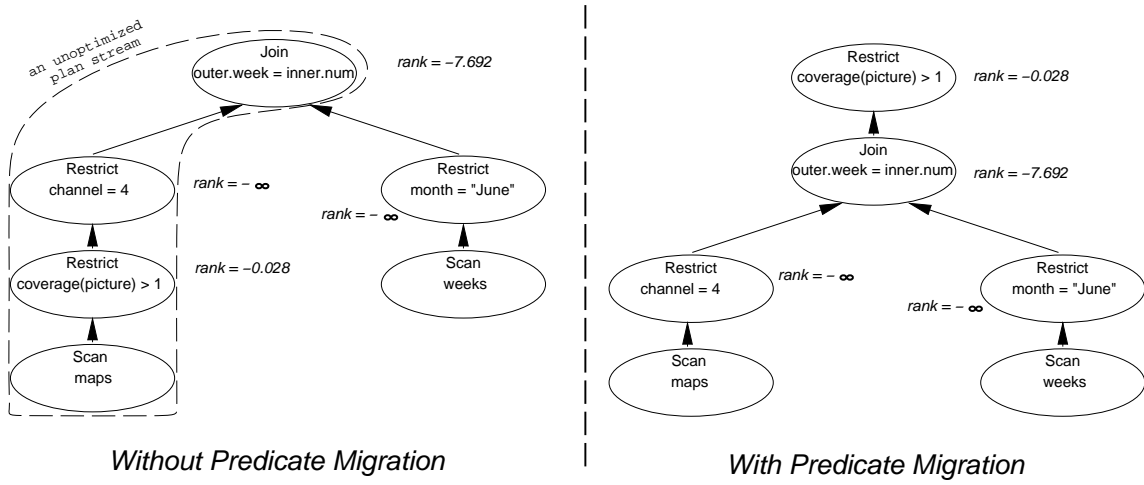 an unoptimized
plan stream
Join
outer.week = inner.num
rank = −7.692
Restrict
channel = 4
rank = − ∞
Restrict
month = "June"
rank = − ∞
Restrict
coverage(picture) > 1
rank = −0.028
Scan
weeks
Scan
maps
Without Predicate Migration
Restrict
coverage(picture) > 1
rank = −0.028
Join
outer.week = inner.num
rank = −7.692
Restrict
channel = 4
rank = − ∞
Restrict
month = "June"
rank = − ∞
Scan
maps
Scan
weeks
With Predicate Migration